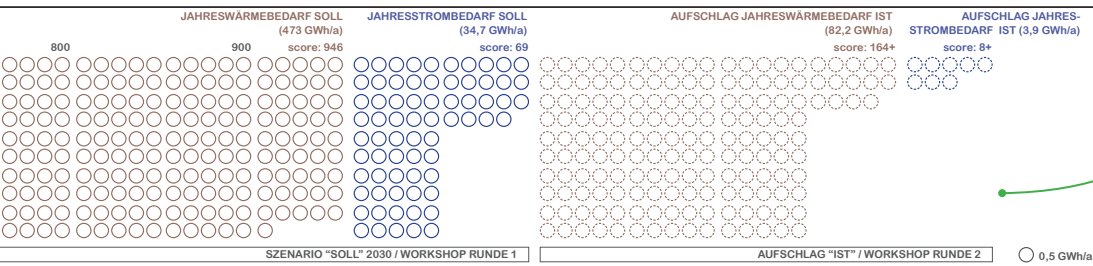 JAHRESWÄRMEBEDARF SOLL
(473 GWh/a)
score: 946
800
900
JAHRESSTROMBEDARF SOLL
(34,7 GWh/a)
score: 69
AUFSCHLAG JAHRESWÄRMEBEDARF IST
(82,2 GWh/a)
score: 164+
AUFSCHLAG JAHRES-
STROMBEDARF IST (3,9 GWh/a)
score: 8+
SZENARIO "SOLL" 2030 / WORKSHOP RUNDE 1
AUFSCHLAG "IST" / WORKSHOP RUNDE 2
0,5 GWh/a